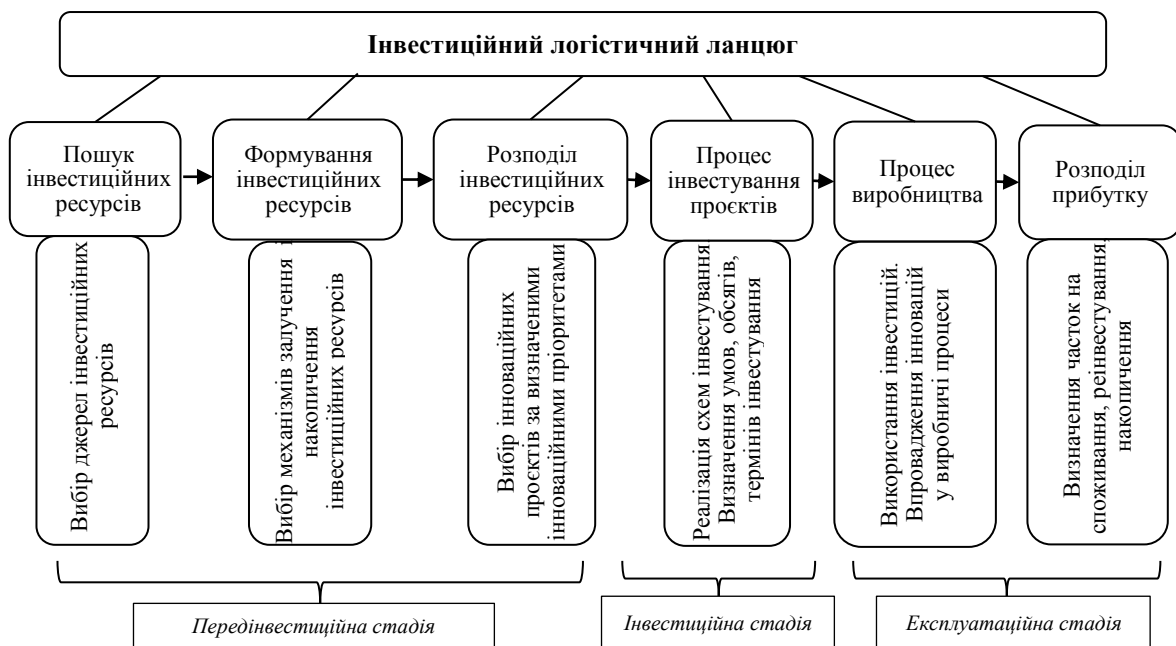 Інвестиційний логістичний ланцюг
Пошук
інвестиційних
ресурсів
Формування
інвестиційних
ресурсів
Розподіл
інвестиційних
ресурсів
Процес
інвестування
проєктів
Процес
виробництва
Розподіл
прибутку
Вибір джерел інвестиційних
ресурсів
Вибір механізмів залучення і
накопичення
інвестиційних ресурсів
Вибір інноваційних
проєктів за визначеними
інноваційними пріоритетами
Реалізація схем інвестування.
Визначення умов, обсягів,
термінів інвестування
Використання інвестицій.
Впровадження інновацій
у виробничі процеси
Визначення часток на
споживання, реінвестування,
накопичення
Передінвестиційна стадія
Інвестиційна стадія
Експлуатаційна стадія